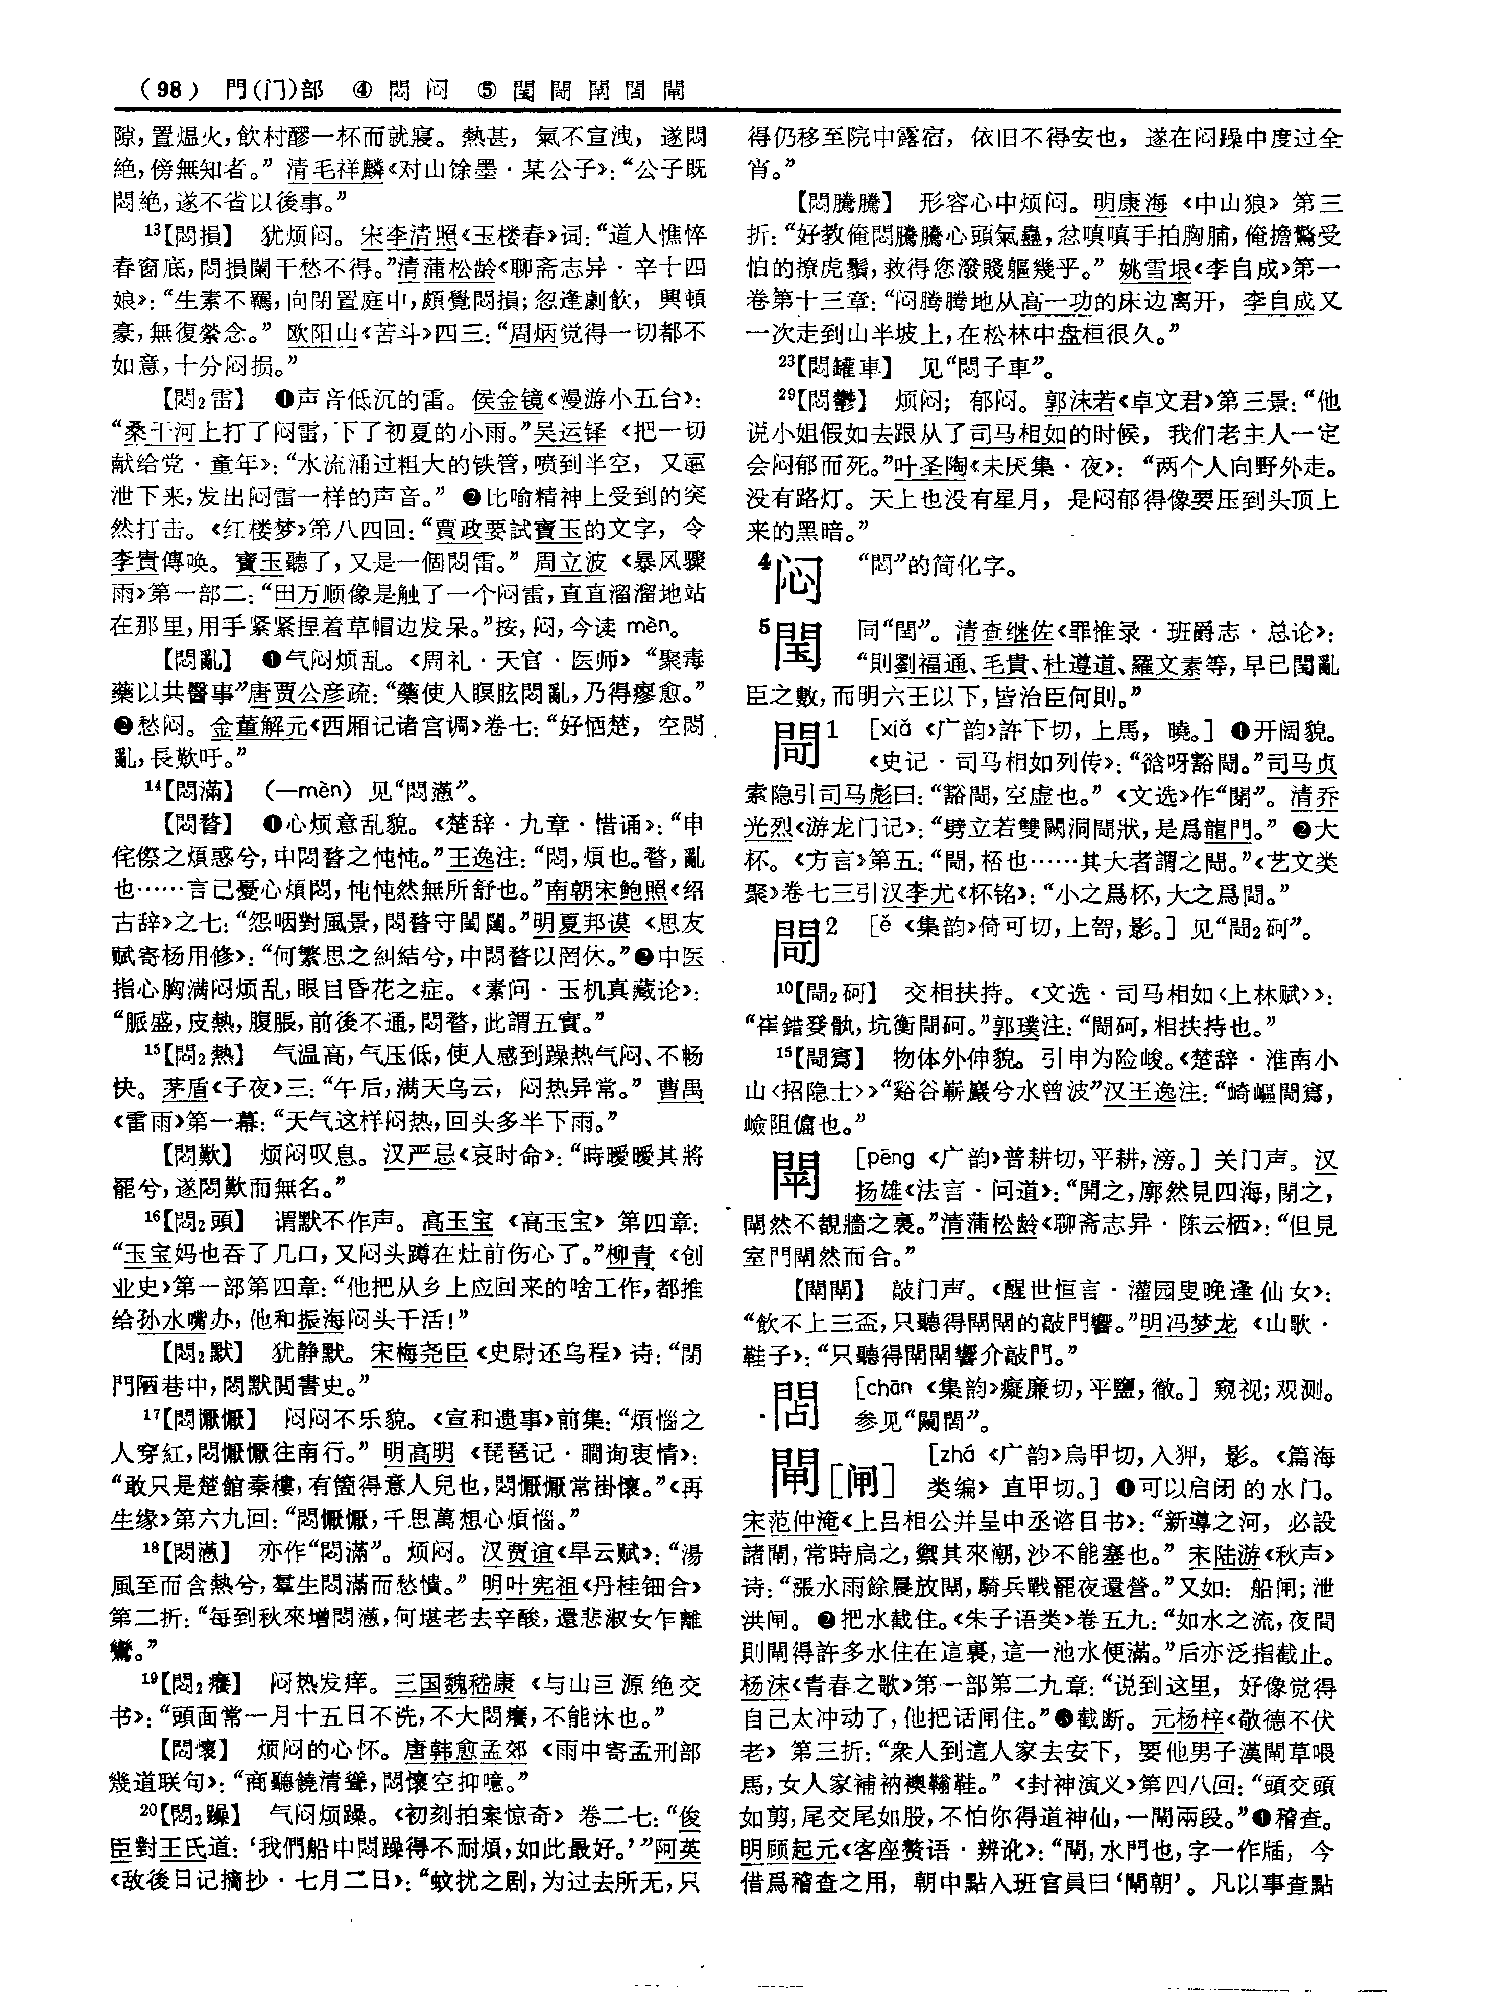 （98） 門(门)部 ④ 悶 闷 ⑤ 閠 閜 閛 閚 閘
隙，置煴火，飲村醪一杯而就寢。熱甚，氣不宣洩，遂悶
絶，傍無知者。”清毛祥麟《对山馀墨·某公子》：“公子既
悶絶，遂不省以後事。”
13【悶損】 犹烦闷。宋李清照《玉楼春》词：“道人憔悴
春窗底，悶損闌干愁不得。”清蒲松龄《聊斋志异·辛十四
娘》：“生素不羈，向閉置庭中，頗覺悶損；忽逢劇飲，興頓
豪，無復縈念。”欧阳山《苦斗》四三：“周炳觉得一切都不
如意，十分闷损。”
【悶2雷】 ❶声音低沉的雷。侯金镜《漫游小五台》：
“桑干河上打了闷雷，下了初夏的小雨。”吴运铎《把一切
献给党·童年》：“水流涌过粗大的铁管，喷到半空，又
泄下来，发出闷雷一样的声音。”❷比喻精神上受到的突
然打击。《红楼梦》第八四回：“賈政要試寶玉的文字，令
李貴傳唤。寶玉聽了，又是一個悶雷。”周立波《暴风骤
雨》第一部二：“田万顺像是触了一个闷雷，直直溜溜地站
在那里，用手紧紧捏着草帽边发呆。”按，闷，今读 mèn。
【悶亂】 ❶气闷烦乱。《周礼·天官·医师》“聚毒
藥以共醫事”唐贾公彦疏：“藥使人瞑眩悶亂，乃得瘳愈。”
❷愁闷。金董解元《西厢记诸宫调》卷七：“好恓楚，空悶
亂，長歎吁。”
14【悶滿】 （—mèn）见“悶懣”。
【悶瞀】 ❶心烦意乱貌。《楚辞·九章·惜诵》：“申
侘傺之煩惑兮，中悶瞀之忳忳。”王逸注：“悶，煩也。瞀，亂
也……言己憂心煩悶，忳忳然無所舒也。”南朝宋鲍照《绍
古辞》之七：“怨咽對風景，悶瞀守閨闥。”明夏邦谟《思友
赋寄杨用修》：“何繁思之糾結兮，中悶瞀以罔休。”❷中医
指心胸满闷烦乱，眼目昏花之症。《素问·玉机真藏论》：
“脈盛，皮熱，腹脹，前後不通，悶瞀，此謂五實。”
15【悶2熱】 气温高，气压低，使人感到躁热气闷、不畅
快。茅盾《子夜》三：“午后，满天乌云，闷热异常。”曹禺
《雷雨》第一幕：“天气这样闷热，回头多半下雨。”
【悶歎】 烦闷叹息。汉严忌《哀时命》：“時曖曖其將
罷兮，遂悶歎而無名。”
16【悶2頭】 谓默不作声。高玉宝《高玉宝》第四章：
“玉宝妈也吞了几口，又闷头蹲在灶前伤心了。”柳青《创
业史》第一部第四章：“他把从乡上应回来的啥工作，都推
给孙水嘴办，他和振海闷头干活！”
【悶2默】 犹静默。宋梅尧臣《史尉还乌程》诗：“閉
門陋巷中，悶默閲書史。”
17【悶懨懨】 闷闷不乐貌。《宣和遗事》前集：“煩惱之
人穿紅，悶懨懨往南行。”明高明《琵琶记·瞷询衷情》：
“敢只是楚館秦樓，有箇得意人兒也，悶懨懨常掛懷。”《再
生缘》第六九回：“悶懨懨，千思萬想心煩惱。”
18【悶懣】 亦作“悶滿”。烦闷。汉贾谊《旱云赋》：“湯
風至而含熱兮，羣生悶滿而愁憒。”明叶宪祖《丹桂钿合》
第二折：“每到秋來增悶懣，何堪老去辛酸，還悲淑女乍離
鸞。”
19【悶2癢】 闷热发痒。三国魏嵇康《与山巨源绝交
书》：“頭面常一月十五日不洗，不大悶癢，不能沐也。”
【悶懷】 烦闷的心怀。唐韩愈孟郊《雨中寄孟刑部
幾道联句》：“商聽饒清聳，悶懷空抑噫。”
20【悶2躁】 气闷烦躁。《初刻拍案惊奇》卷二七：“俊
臣對王氏道：‘我們船中悶躁得不耐煩，如此最好。’”阿英
《敌後日记摘抄·七月二日》：“蚊扰之剧，为过去所无，只
得仍移至院中露宿，依旧不得安也，遂在闷躁中度过全
宵。”
【悶騰騰】 形容心中烦闷。明康海《中山狼》第三
折：“好教俺悶騰騰心頭氣蠱，忿嗔嗔手拍胸脯，俺擔驚受
怕的撩虎鬚，救得您潑賤軀幾乎。”姚雪垠《李自成》第一
卷第十三章：“闷腾腾地从高一功的床边离开，李自成又
一次走到山半坡上，在松林中盘桓很久。”
23【悶罐車】 见“悶子車”。
29【悶鬱】 烦闷；郁闷。郭沫若《卓文君》第三景：“他
说小姐假如去跟从了司马相如的时候，我们老主人一定
会闷郁而死。”叶圣陶《未厌集·夜》：“两个人向野外走。
没有路灯。天上也没有星月，是闷郁得像要压到头顶上
来的黑暗。”
4闷 “悶”的简化字。
5閠 同“閏”。清查继佐《罪惟录·班爵志·总论》：
“則劉福通、毛貴、杜遵道、羅文素等，早已閠亂
臣之數，而明六王以下，皆治臣何則。”
閜1 ［xiǎ《广韵》許下切，上馬，曉。］❶开阔貌。
《史记·司马相如列传》：“谽呀豁閜。”司马贞
索隐引司马彪曰：“豁閜，空虚也。”《文选》作“閕”。清乔
光烈《游龙门记》：“劈立若雙闕洞閜狀，是爲龍門。”❷大
杯。《方言》第五：“閜，桮也……其大者謂之閜。”《艺文类
聚》卷七三引汉李尤《杯铭》：“小之爲杯，大之爲閜。”
閜2 ［ě《集韵》倚可切，上哿，影。］见“閜2砢”。
10【閜2砢】 交相扶持。《文选·司马相如〈上林赋〉》：
“崔錯癹骫，坑衡閜砢。”郭璞注：“閜砢，相扶持也。”
15【閜寪】 物体外伸貌。引申为险峻。《楚辞·淮南小
山〈招隐士〉》“谿谷嶄巖兮水曾波”汉王逸注：“崎嶇閜寪，
嶮阻傿也。”
閛 ［pēng《广韵》普耕切，平耕，滂。］关门声。汉
扬雄《法言·问道》：“開之，廓然見四海，閉之，
閛然不覩牆之裏。”清蒲松龄《聊斋志异·陈云栖》：“但見
室門閛然而合。”
【閛閛】 敲门声。《醒世恒言·灌园叟晚逢仙女》：
“飲不上三盃，只聽得閛閛的敲門響。”明冯梦龙《山歌·
鞋子》：“只聽得閛閛響介敲門。”
閚 ［chān《集韵》癡廉切，平鹽，徹。］窥视；观测。
参见“闚閚”。
閘［闸］ ［zhá《广韵》烏甲切，入狎，影。《篇海
类编》直甲切。］❶可以启闭的水门。
宋范仲淹《上吕相公并呈中丞谘目书》：“新導之河，必設
諸閘，常時扃之，禦其來潮，沙不能塞也。”宋陆游《秋声》
诗：“張水雨餘晨放閘，騎兵戰罷夜還營。”又如：船闸；泄
洪闸。❷把水截住。《朱子语类》卷五九：“如水之流，夜間
則閘得許多水住在這裏，這一池水便滿。”后亦泛指截止。
杨沫《青春之歌》第一部第二九章：“说到这里，好像觉得
自己太冲动了，他把话闸住。”❸截断。元杨梓《敬德不伏
老》第三折：“衆人到這人家去安下，要他男子漢閘草喂
馬，女人家補衲襖翰鞋。”《封神演义》第四八回：“頭交頭
如剪，尾交尾如股，不怕你得道神仙，一閘兩段。”❹稽查。
明顾起元《客座赘语·辨讹》：“閘，水門也，字一作牐，今
借爲稽查之用，朝中點入班官員曰‘閘朝’。凡以事查點